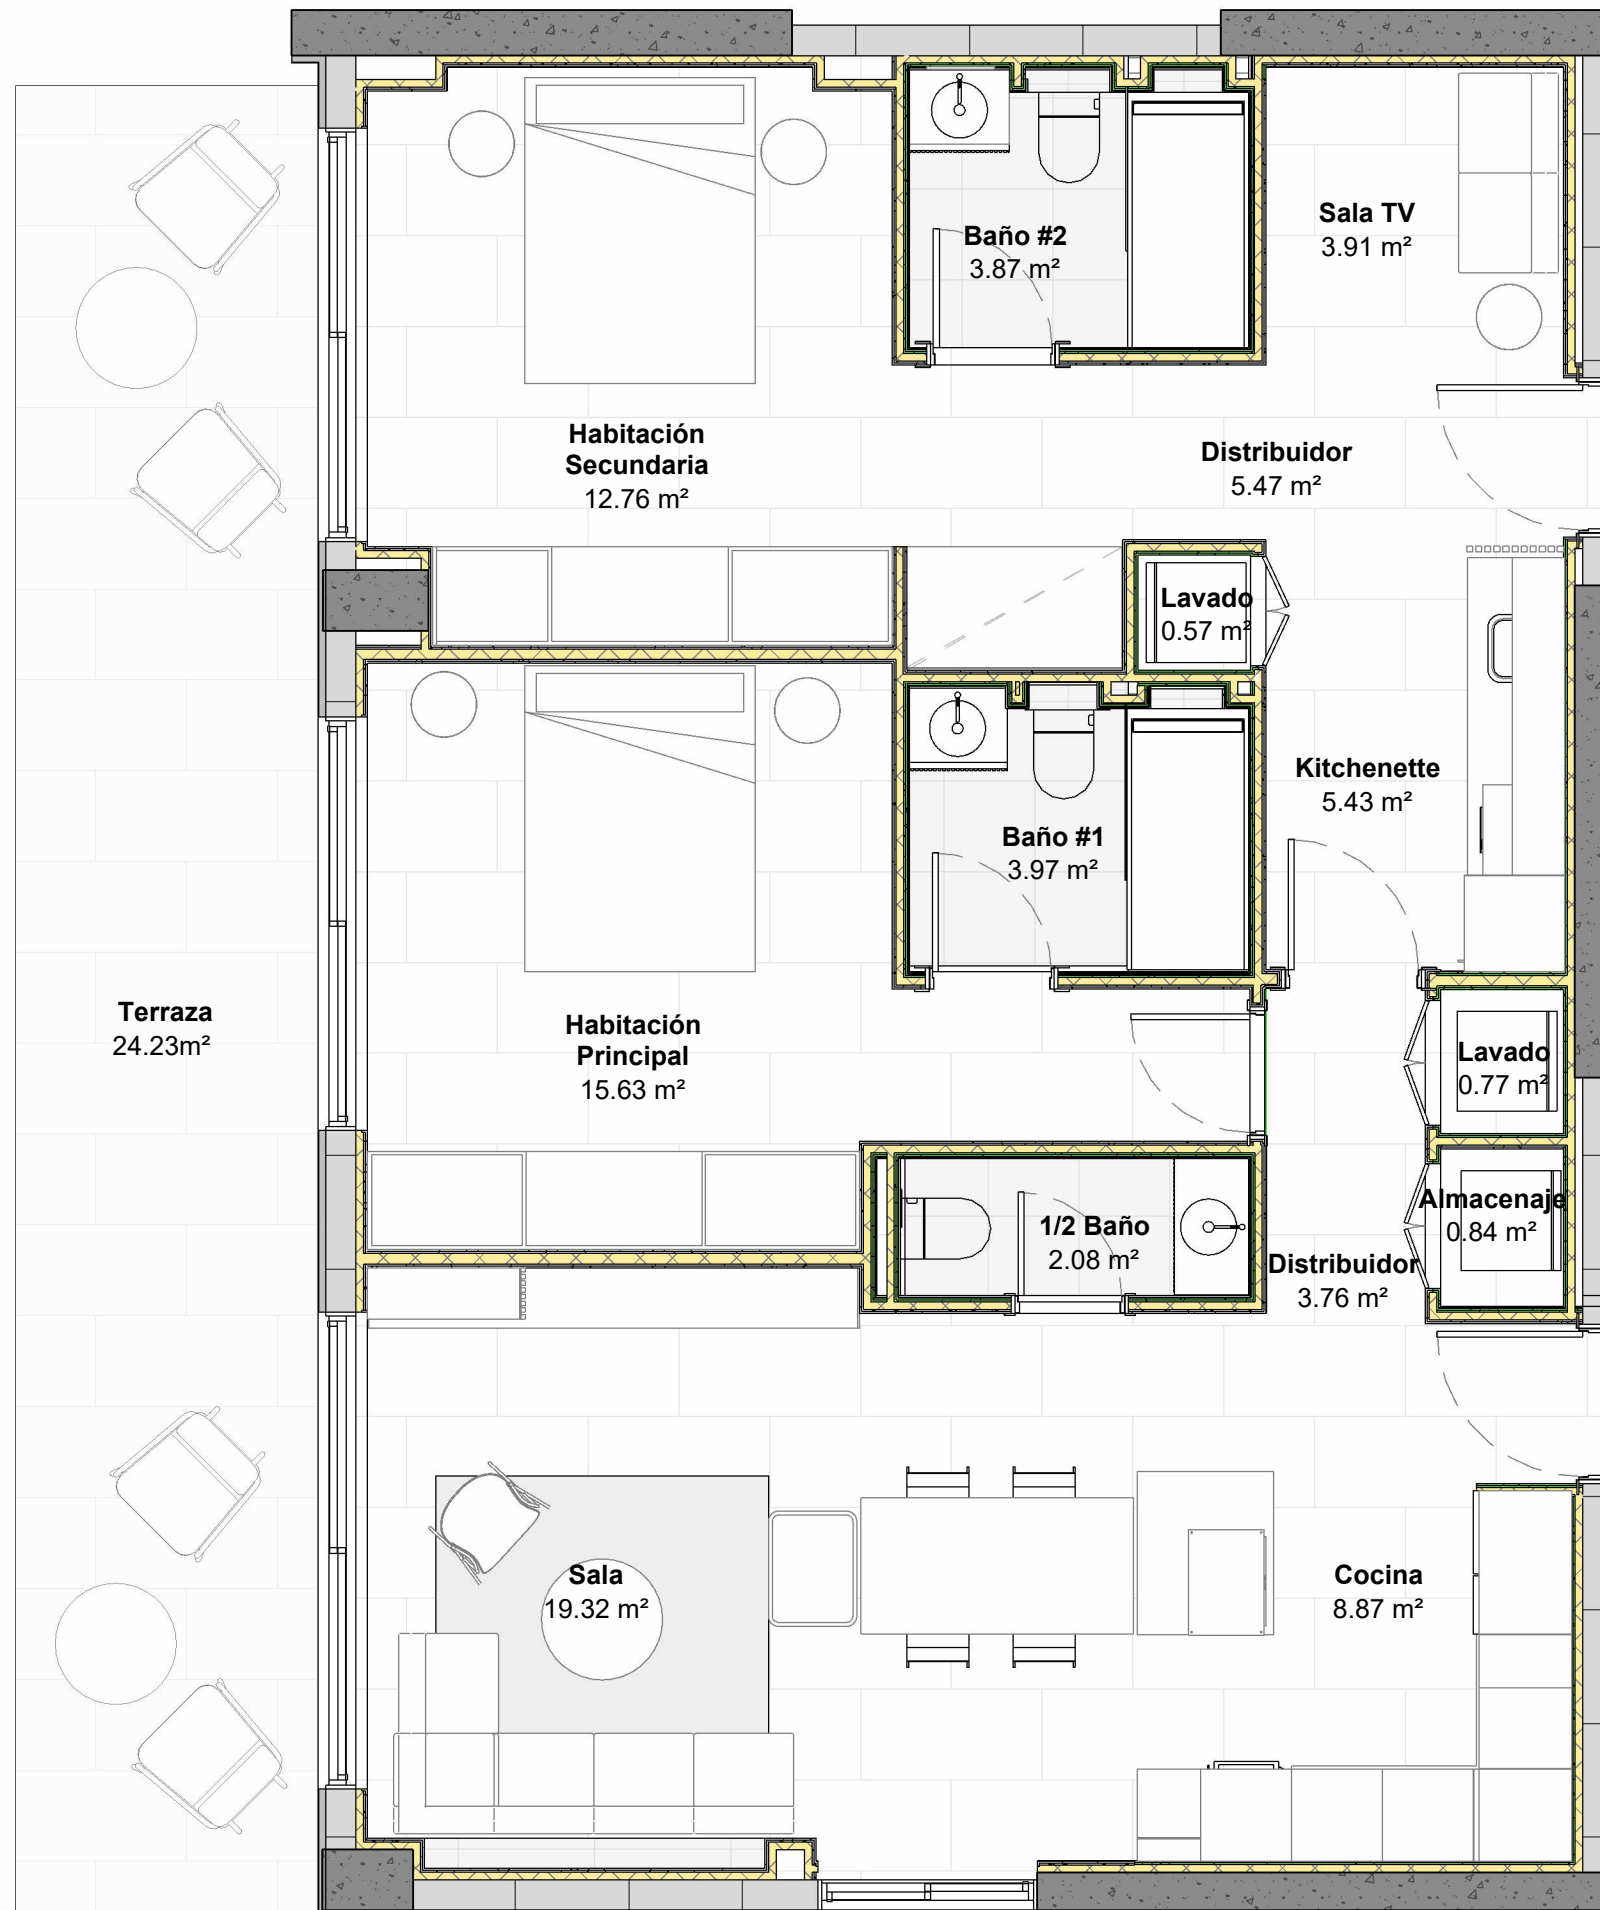 Baño #2
3.87 m²
Sala TV
3.91 m²
Habitación
Secundaria
12.76 m²
Distribuidor
5.47 m²
Lavado
0.57 m²
Kitchenette
5.43 m²
Baño #1
3.97 m²
Terraza
24.23m²
Habitación
Principal
15.63 m²
Lavado
0.77 m²
Almacenaje
0.84 m²
1/2 Baño
2.08 m²
Distribuidor
3.76 m²
Sala
19.32 m²
Cocina
8.87 m²